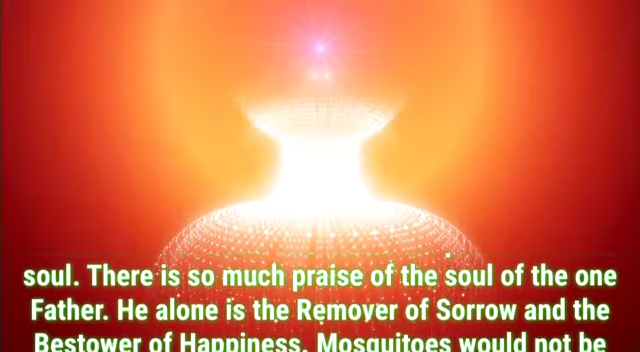 soul. There is so much praise of the soul of the one
Father. He alone is the Remover of Sorrow and the
Bestower of Happiness. Mosquitoes would not be